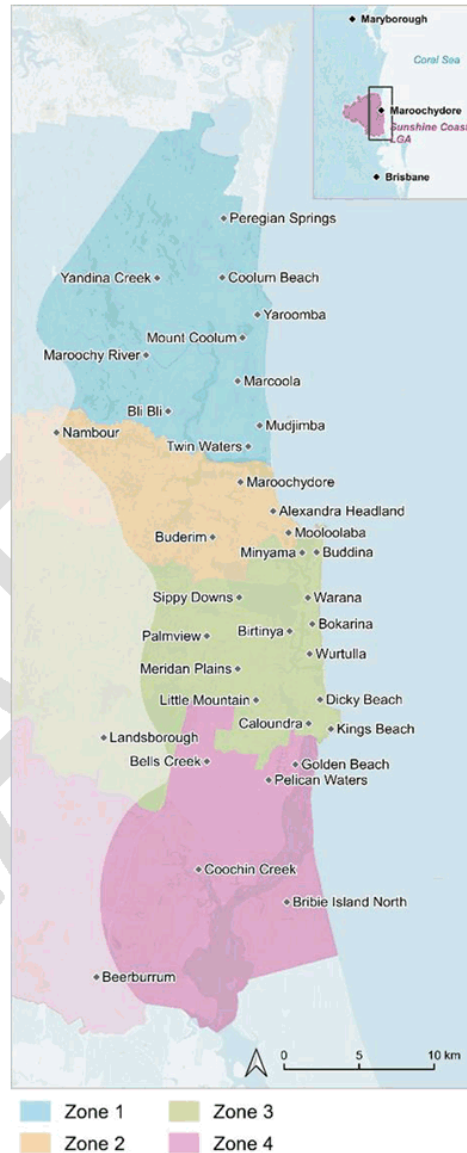 Maryborough
Coral Sea
Maroochydore
Sunshine Coast
LGA
Brisbane
Peregian Springs
Yandina Creek
Coolum Beach
Yaroomba
Mount Coolum
Maroochy River
Marcoola
Bli Bli
Mudjimba
Nambour
Twin Waters
Maroochydore
Alexandra Headland
Mooloolaba
Buderim
Minyama
Buddina
Sippy Downs
Warana
Bokarina
Birtinya
Palmview
Wurtulla
Meridan Plains
Little Mountain
Dicky Beach
Caloundra
Kings Beach
Landsborough
Bells Creek
Golden Beach
Pelican Waters
Coochin Creek
Bribie Island North
Beerburrum
0 5 10 km
Zone 1 Zone 3
Zone 2 Zone 4